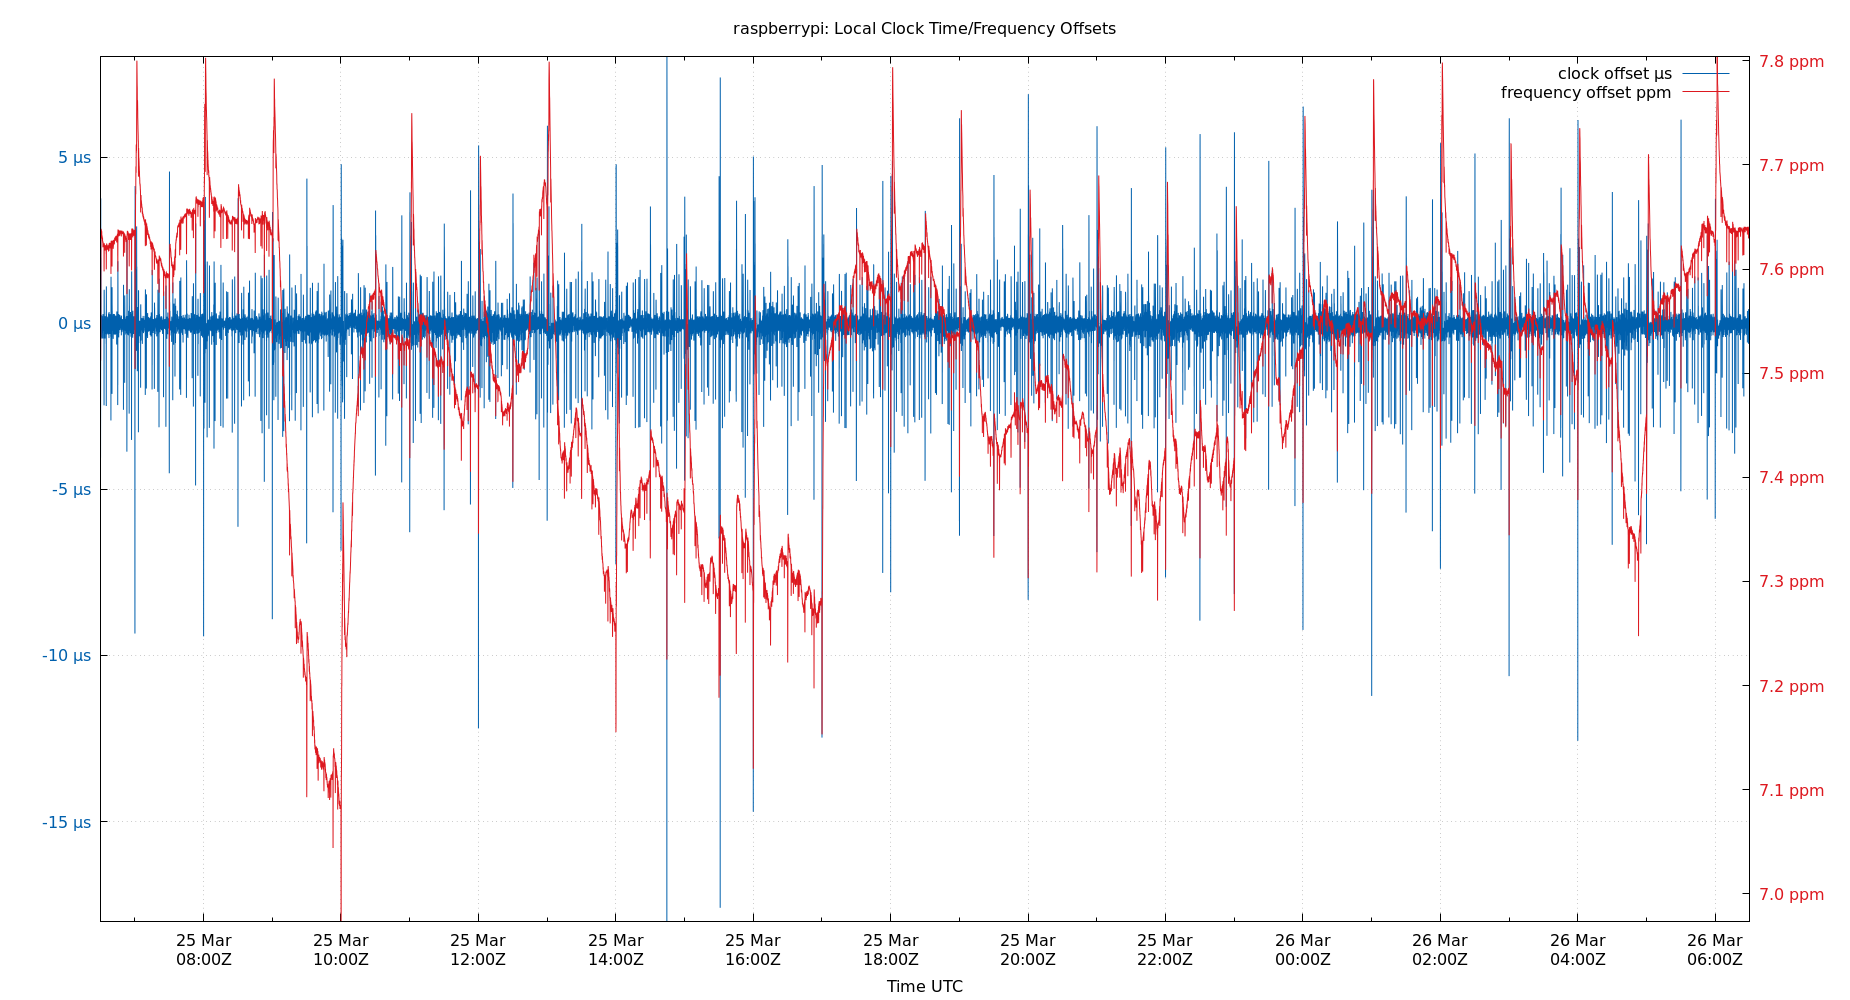 raspberrypi: Local Clock Time/Frequency Offsets
clock offset µs
frequency offset ppm
5 µs
0 µs
-5 µs
-10 µs
-15 µs
7.8 ppm
7.7 ppm
7.6 ppm
7.5 ppm
7.4 ppm
7.3 ppm
7.2 ppm
7.1 ppm
7.0 ppm
25 Mar 25 Mar 25 Mar 25 Mar 25 Mar 25 Mar 25 Mar 25 Mar 26 Mar 26 Mar 26 Mar 26 Mar
08:00Z 10:00Z 12:00Z 14:00Z 16:00Z 18:00Z 20:00Z 22:00Z 00:00Z 02:00Z 04:00Z 06:00Z
Time UTC